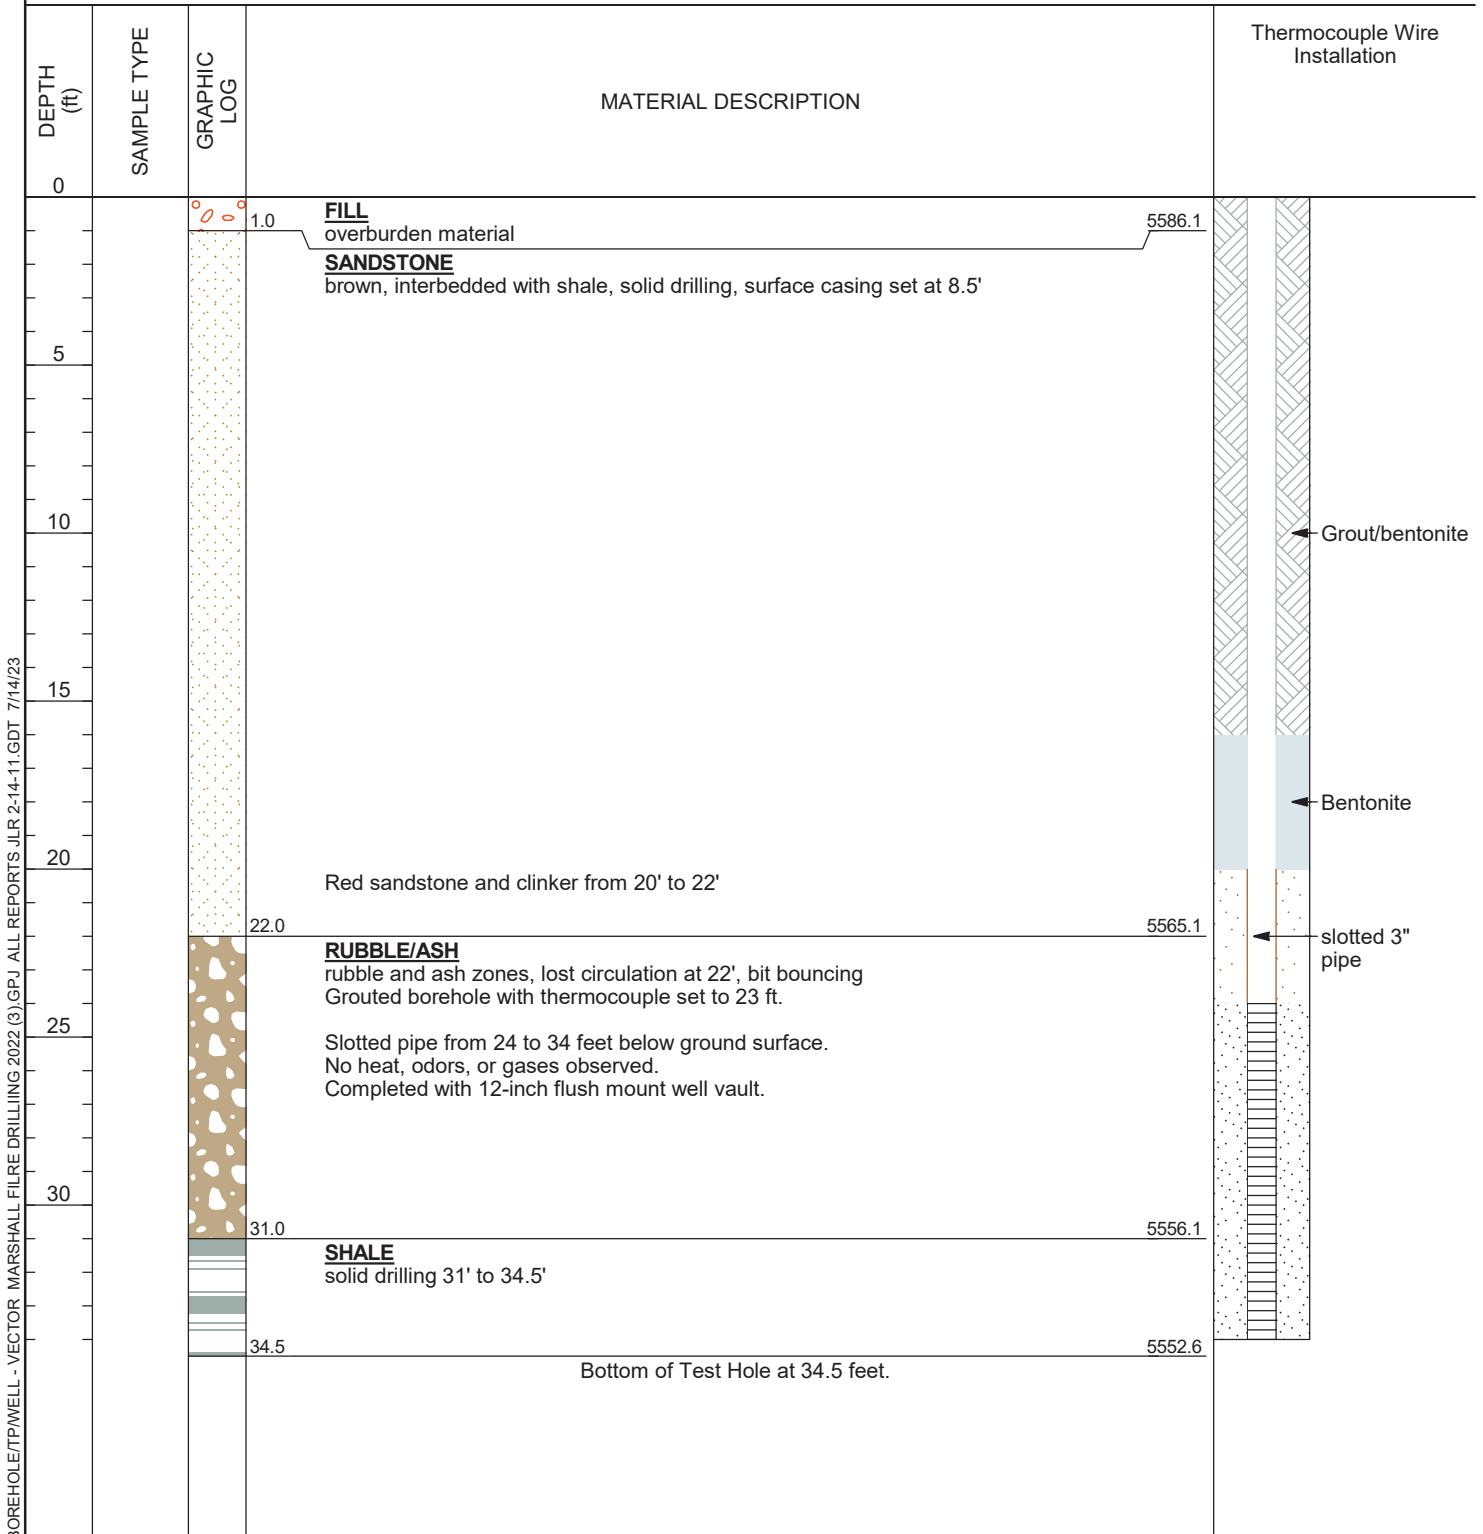 DEPTH
(ft)
SAMPLE TYPE
GRAPHIC
LOG
MATERIAL DESCRIPTION
Thermocouple Wire
Installation
0
1.0
FILL
overburden material
5586.1
SANDSTONE
brown, interbedded with shale, solid drilling, surface casing set at 8.5'
5
10
Grout/bentonite
15
Bentonite
20
Red sandstone and clinker from 20' to 22'
22.0
5565.1
slotted 3"
pipe
RUBBLE/ASH
rubble and ash zones, lost circulation at 22', bit bouncing
Grouted borehole with thermocouple set to 23 ft.
25
Slotted pipe from 24 to 34 feet below ground surface.
No heat, odors, or gases observed.
Completed with 12-inch flush mount well vault.
30
31.0
5556.1
SHALE
solid drilling 31' to 34.5'
34.5
5552.6
Bottom of Test Hole at 34.5 feet.
BOREHOLE/TP/WELL - VECTOR MARSHALL FILRE DRILLIING 2022 (3).GPJ ALL REPORTS JLR 2-14-11.GDT 7/14/23